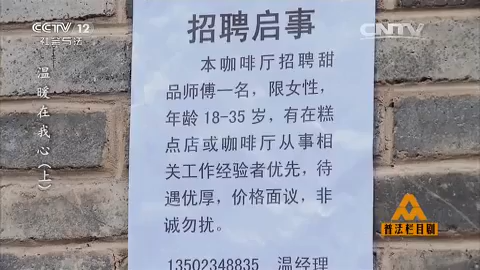 CCTV 12
社会与法
CNTV
温暖在我心(上)
招聘启事
本咖啡厅招聘甜
品师傅一名，限女性，
年龄18-35岁，有在糕
点店或咖啡厅从事相
关工作经验者优先，待
遇优厚，价格面议，非
诚勿扰。
13502348835 温经理
普法栏目剧